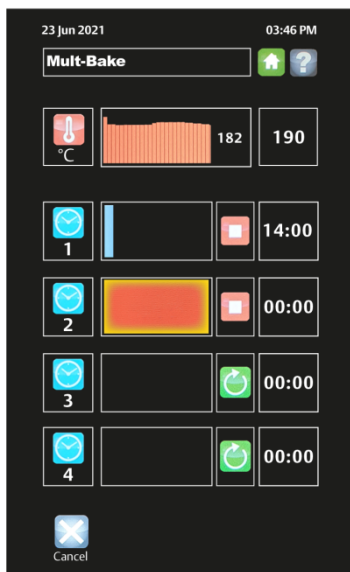 23 Jun 2021 03:46 PM
Mult-Bake
?
°C 182 190
1 14:00
2 00:00
3 00:00
4 00:00
Cancel